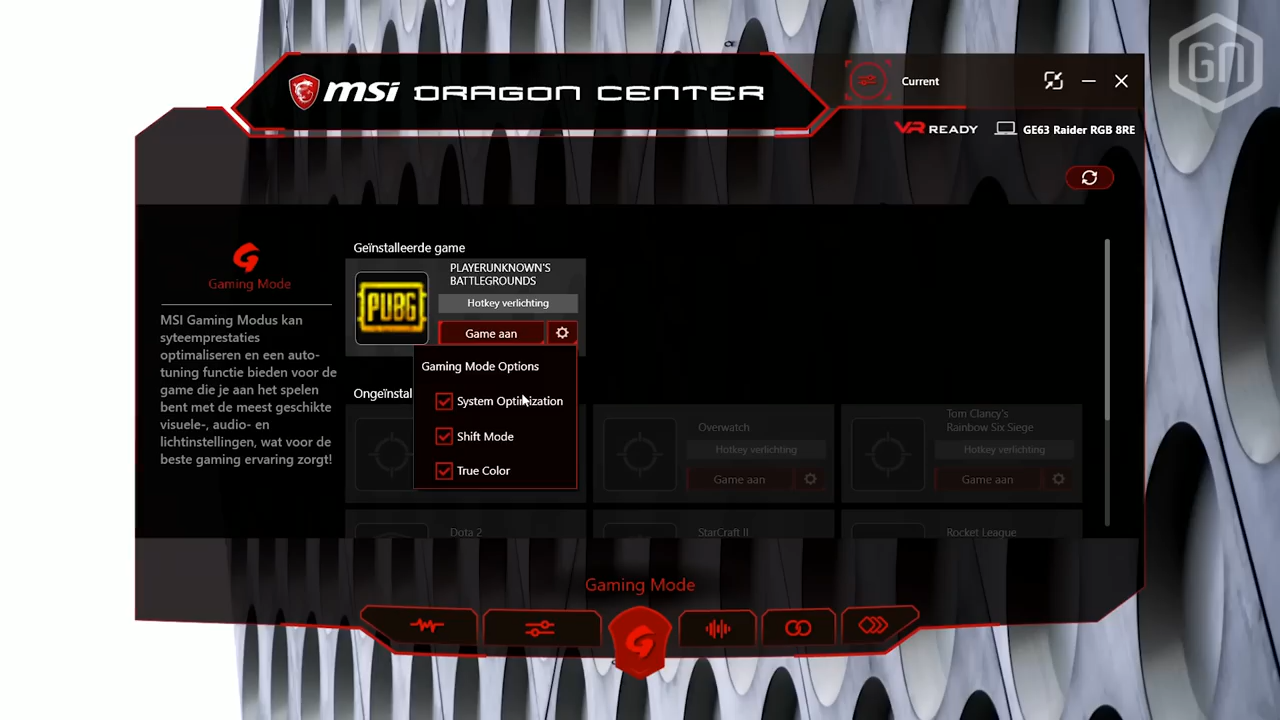 GN
msi DRAGON CENTER
Current
VR READY
GE63 Raider RGB 8RE
Geïnstalleerde game
Gaming Mode
MSI Gaming Modus kan
syteemprestaties
optimaliseren en een auto-
tuning functie bieden voor de
game die je aan het spelen
bent met de meest geschikte
visuele-, audio- en
lichtinstellingen, wat voor de
beste gaming ervaring zorgt!
PUBG
PLAYERUNKNOWN'S
BATTLEGROUNDS
Hotkey verlichting
Game aan
Gaming Mode Options
System Optimization
Shift Mode
True Color
Ongeïnstal
Overwatch
Hotkey verlichting
Game aan
Tom Clancy's
Rainbow Six Siege
Hotkey verlichting
Game aan
Dota 2
StarCraft II
Rocket League
Gaming Mode